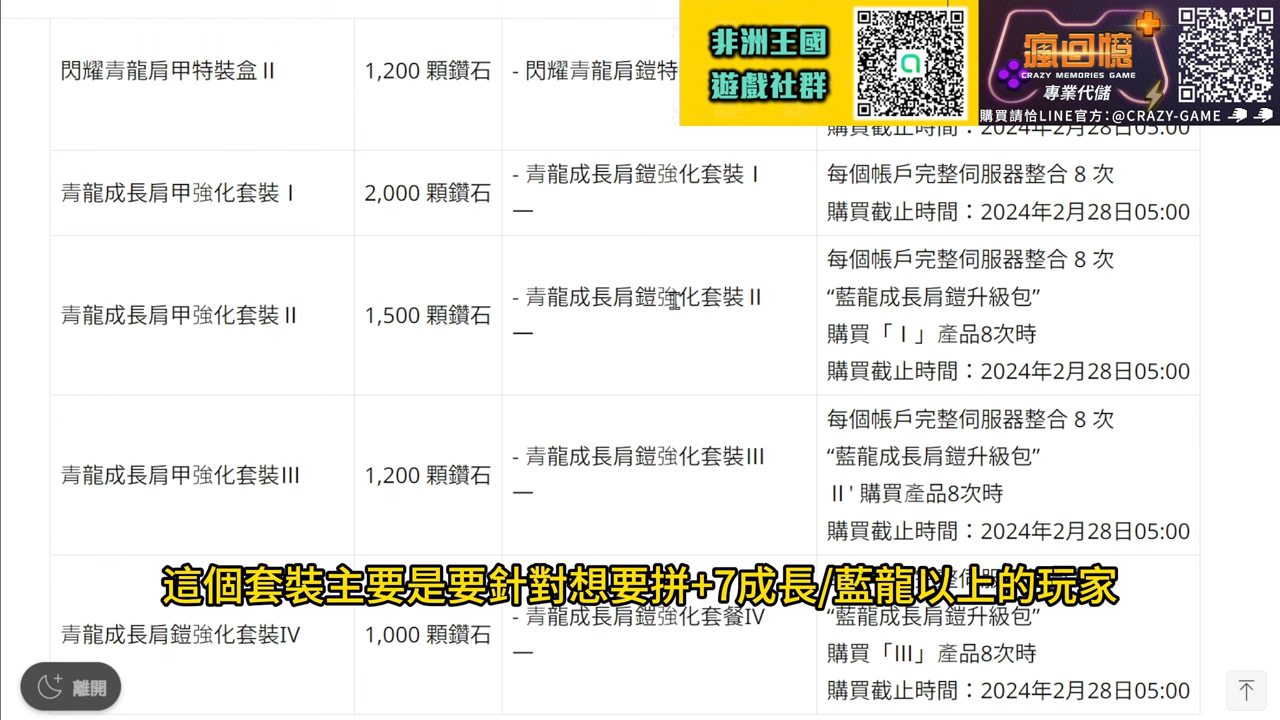 非洲王國
遊戲社群
瘋回憶
CRAZY MEMORIES GAME
專業代儲
購買請恰LINE官方:@CRAZY-GAME
閃耀青龍肩甲特裝盒Ⅱ
1,200 顆鑽石
- 閃耀青龍肩鎧特
購買截止時間：2024年2月28日05:00
青龍成長肩甲強化套裝Ⅰ
2,000 顆鑽石
- 青龍成長肩鎧強化套裝Ⅰ
—
每個帳戶完整伺服器整合 8 次
購買截止時間：2024年2月28日05:00
青龍成長肩甲強化套裝Ⅱ
1,500 顆鑽石
- 青龍成長肩鎧強化套裝Ⅱ
—
每個帳戶完整伺服器整合 8 次
“藍龍成長肩鎧升級包”
購買「Ⅰ」產品8次時
購買截止時間：2024年2月28日05:00
青龍成長肩甲強化套裝Ⅲ
1,200 顆鑽石
- 青龍成長肩鎧強化套裝Ⅲ
—
每個帳戶完整伺服器整合 8 次
“藍龍成長肩鎧升級包”
Ⅱ' 購買產品8次時
購買截止時間：2024年2月28日05:00
這個套裝主要是要針對想要拼+7成長/藍龍以上的玩家
青龍成長肩鎧強化套裝Ⅳ
1,000 顆鑽石
- 青龍成長肩鎧強化套餐Ⅳ
—
“藍龍成長肩鎧升級包”
購買「Ⅲ」產品8次時
購買截止時間：2024年2月28日05:00
離開